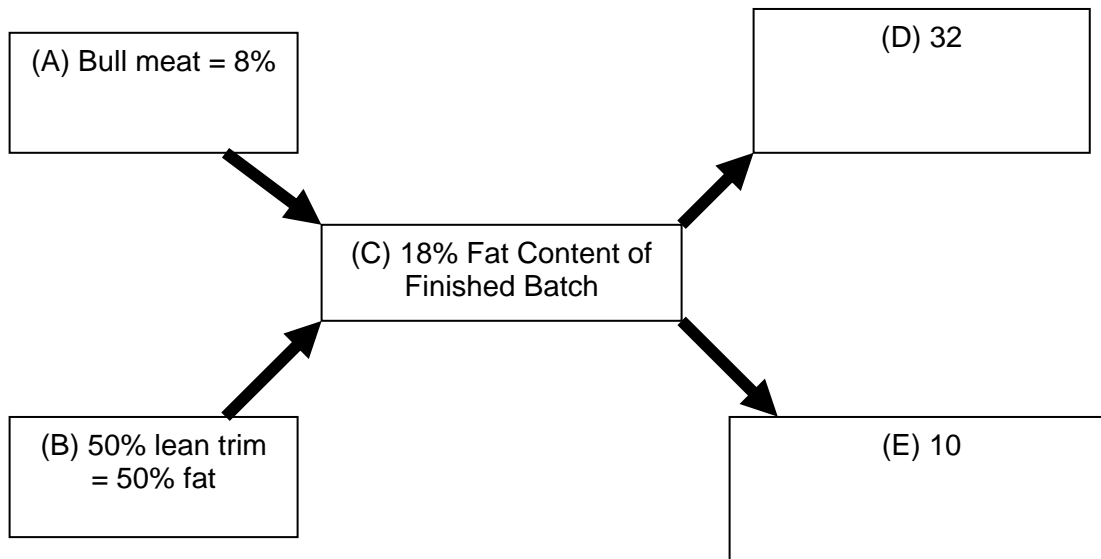 (A) Bull meat = 8%
(D) 32
(C) 18% Fat Content of
Finished Batch
(B) 50% lean trim
= 50% fat
(E) 10